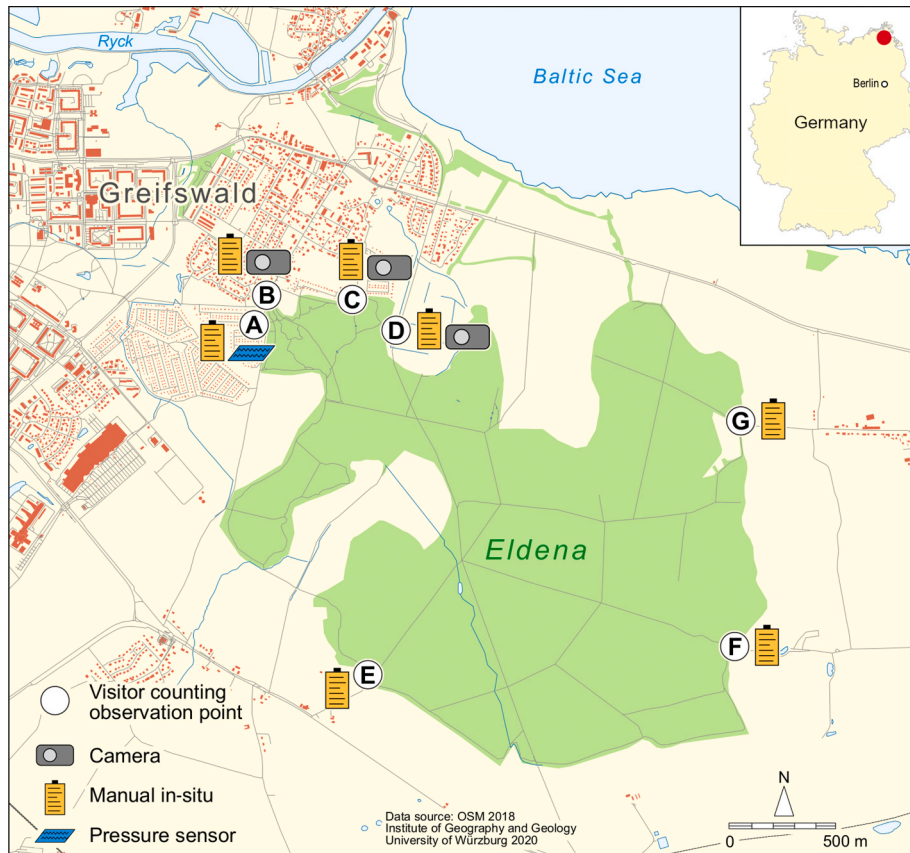 Ryck
Baltic Sea
Berlin
Germany
Greifswald
B
C
A
D
G
Eldena
F
E
Visitor counting
observation point
Camera
Manual in-situ
Pressure sensor
Data source: OSM 2018
Institute of Geography and Geology
University of Würzburg 2020
N
0
500 m